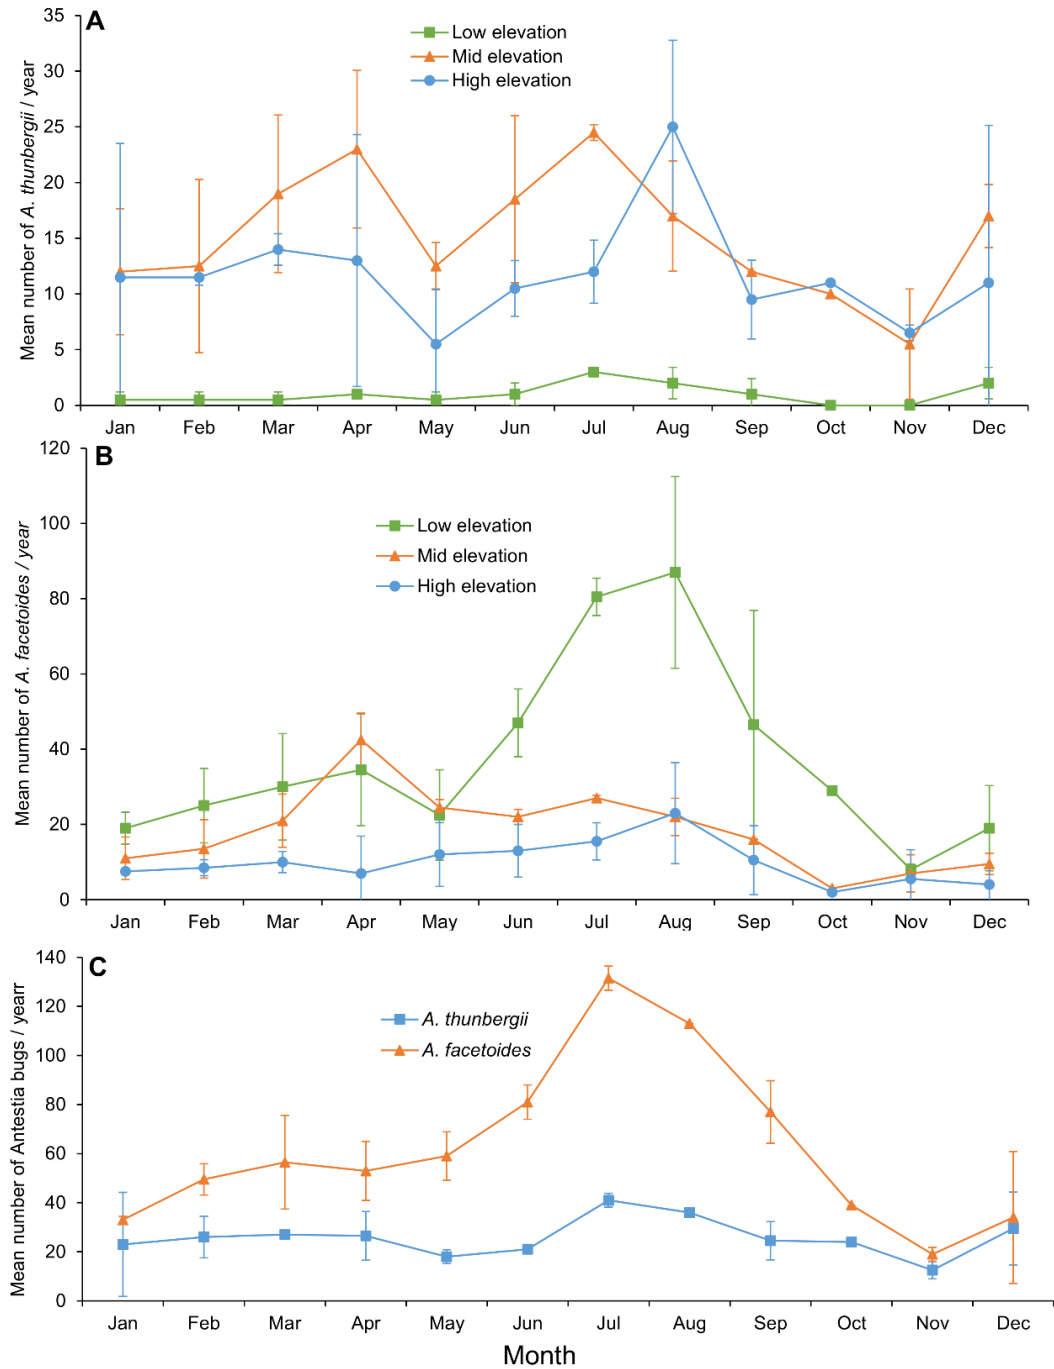 A
Mean number of A. thunbergii / year
35
30
25
20
15
10
5
0
Low elevation
Mid elevation
High elevation
Jan Feb Mar Apr May Jun Jul Aug Sep Oct Nov Dec
B
Mean number of A. facetoides / year
120
100
80
60
40
20
0
Low elevation
Mid elevation
High elevation
Jan Feb Mar Apr May Jun Jul Aug Sep Oct Nov Dec
C
Mean number of Antestia bugs / yearr
140
120
100
80
60
40
20
0
A. thunbergii
A. facetoides
Jan Feb Mar Apr May Jun Jul Aug Sep Oct Nov Dec
Month